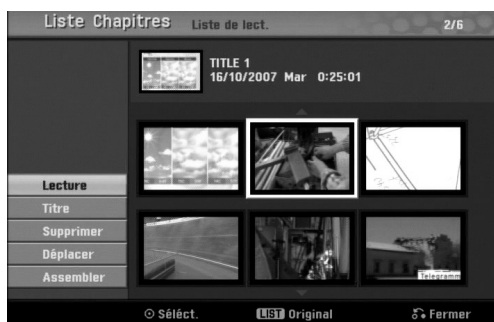 Liste Chapitres Liste de lect. 2/6
TITLE 1
16/10/2007 Mar 0:25:01
Lecture
Titre
Supprimer
Déplacer
Assembler
Telegramm
Séléct. LIST Original Fermer